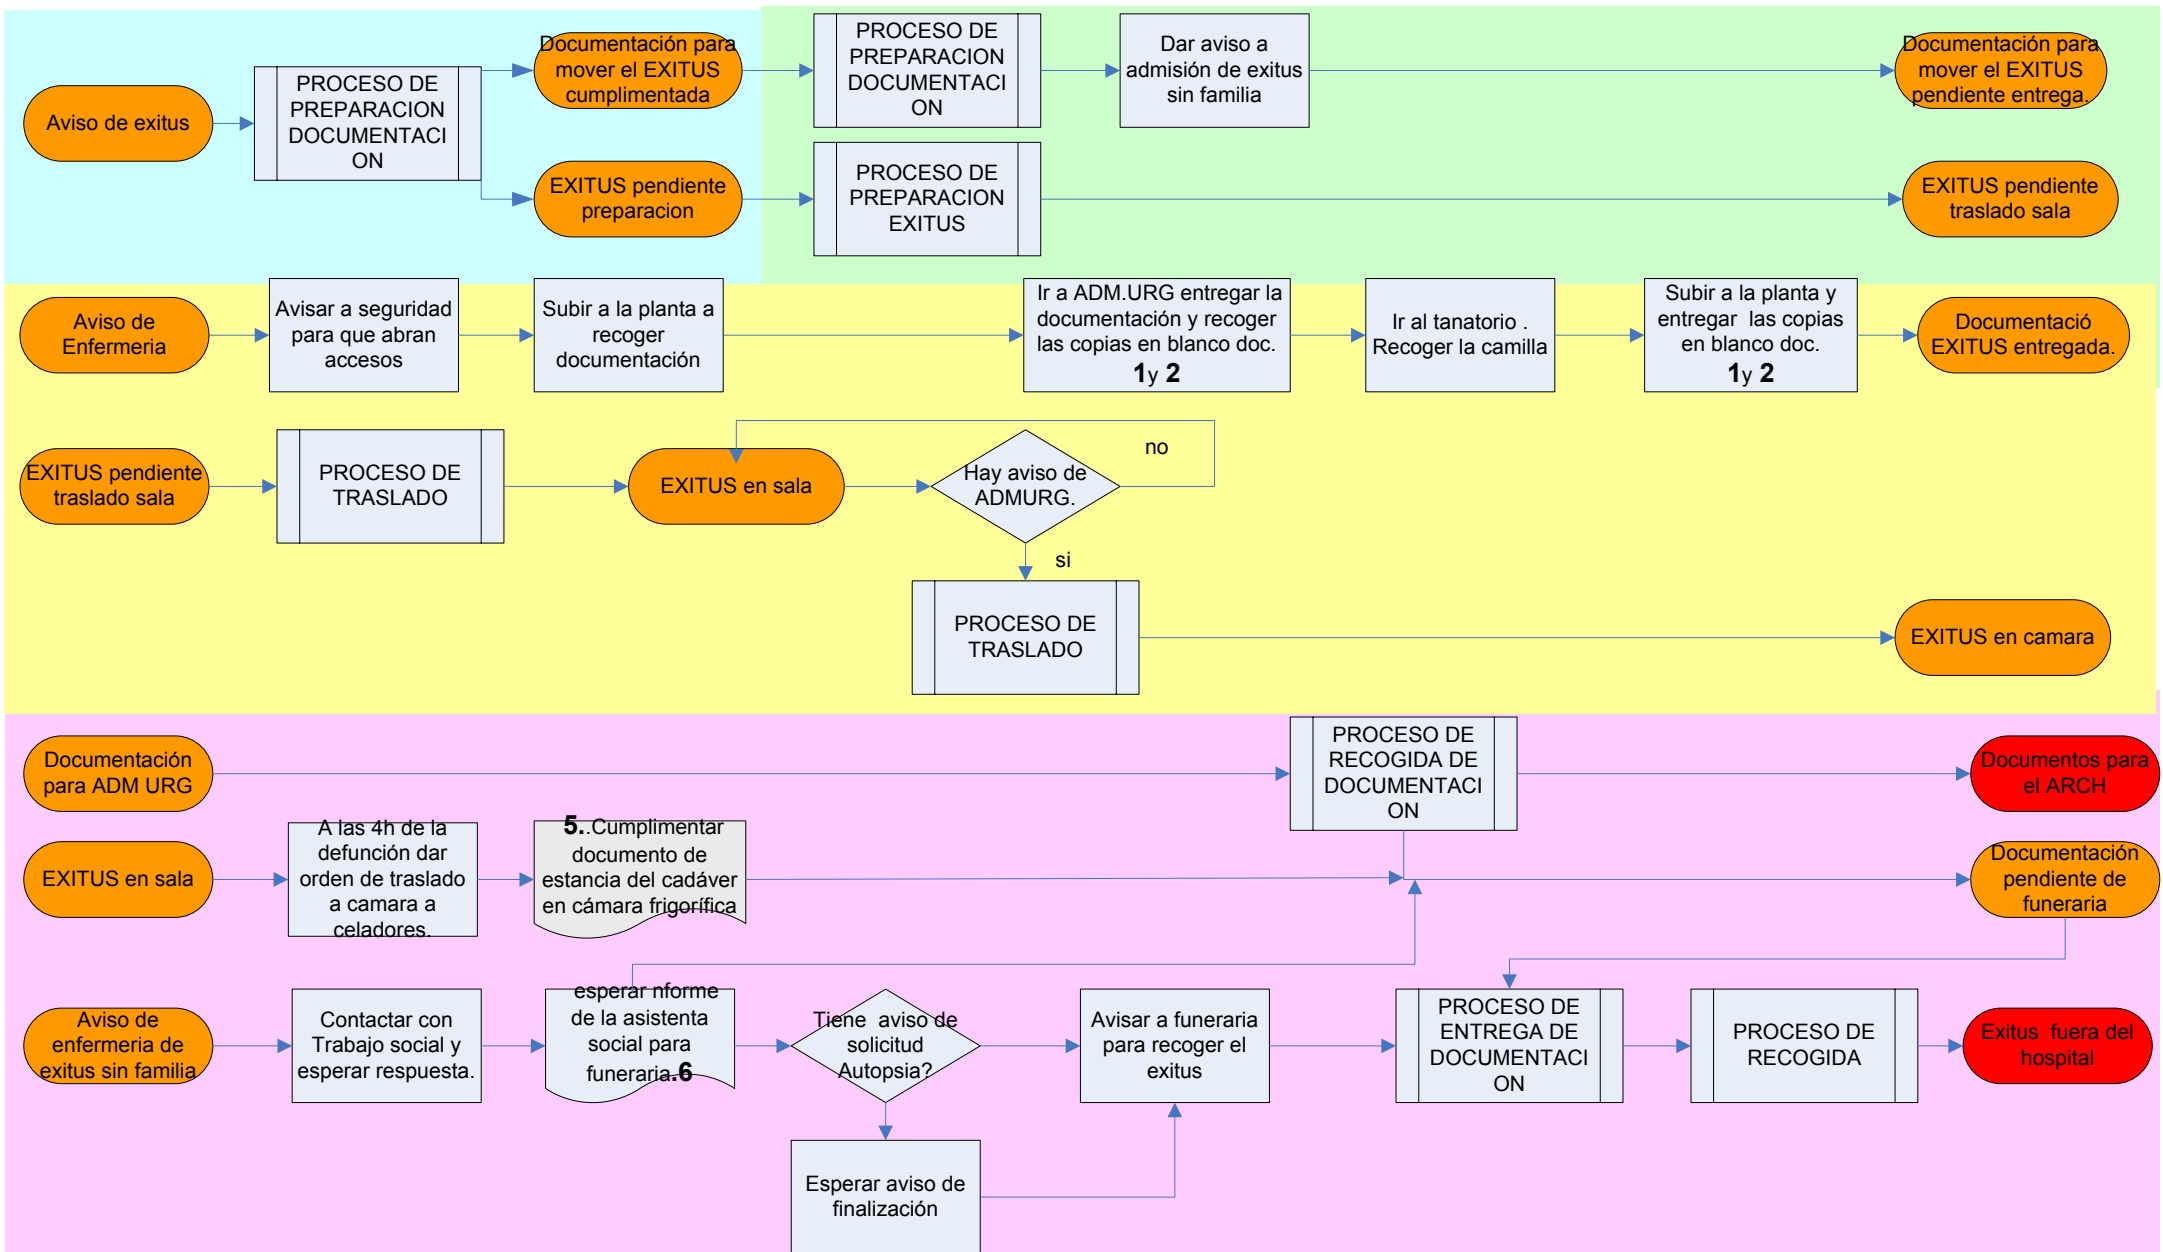 Aviso de exitus
PROCESO DE
PREPARACION
DOCUMENTACI
ON
Documentación para
mover el EXITUS
cumplimentada
EXITUS pendiente
preparacion
PROCESO DE
PREPARACION
DOCUMENTACI
ON
Dar aviso a
admisión de exitus
sin familia
Documentación para
mover el EXITUS
pendiente entrega.
PROCESO DE
PREPARACION
EXITUS
EXITUS pendiente
traslado sala
Aviso de
Enfermeria
Avisar a seguridad
para que abran
accesos
Subir a la planta a
recoger
documentación
Ir a ADM.URG entregar la
documentación y recoger
las copias en blanco doc.
1y 2
Ir al tanatorio .
Recoger la camilla
Subir a la planta y
entregar las copias
en blanco doc.
1y 2
Documentació
EXITUS entregada.
EXITUS pendiente
traslado sala
PROCESO DE
TRASLADO
EXITUS en sala
Hay aviso de
ADMURG.
no
si
PROCESO DE
TRASLADO
EXITUS en camara
Documentación
para ADM URG
PROCESO DE
RECOGIDA DE
DOCUMENTACI
ON
Documentos para
el ARCH
EXITUS en sala
A las 4h de la
defunción dar
orden de traslado
a camara a
celadores.
5..Cumplimentar
documento de
estancia del cadáver
en cámara frigorífica
Documentación
pendiente de
funeraria
Aviso de
enfermeria de
exitus sin familia
Contactar con
Trabajo social y
esperar respuesta.
esperar nforme
de la asistenta
social para
funeraria.6
Tiene aviso de
solicitud
Autopsia?
Avisar a funeraria
para recoger el
exitus
PROCESO DE
ENTREGA DE
DOCUMENTACI
ON
PROCESO DE
RECOGIDA
Exitus fuera del
hospital
Esperar aviso de
finalización